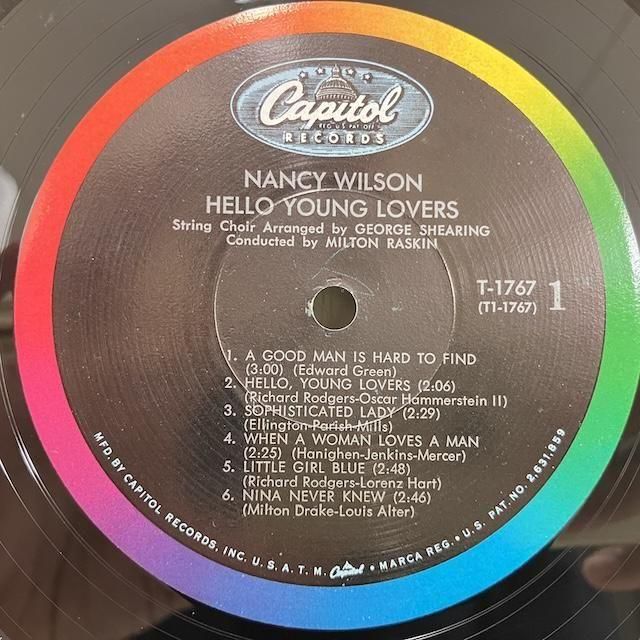 Capitol
REG. U.S. PAT. OFF.
RECORDS
NANCY WILSON
HELLO YOUNG LOVERS
String Choir Arranged by GEORGE SHEARING
Conducted by MILTON RASKIN
T-1767 1
(T1-1767)
1. A GOOD MAN IS HARD TO FIND
(3:00) (Edward Green)
2. HELLO, YOUNG LOVERS (2:06)
(Richard Rodgers-Oscar Hammerstein II)
3. SOPHISTICATED LADY (2:29)
(Ellington-Parish-Mills)
4. WHEN A WOMAN LOVES A MAN
(2:25) (Hanighen-Jenkins-Mercer)
5. LITTLE GIRL BLUE (2:48)
(Richard Rodgers-Lorenz Hart)
6. NINA NEVER KNEW (2:46)
(Milton Drake-Louis Alter)
MFD. BY CAPITOL RECORDS, INC. U.S.A. T.M. Capitol • MARCA REG. • U.S. PAT. NO. 2,631,859